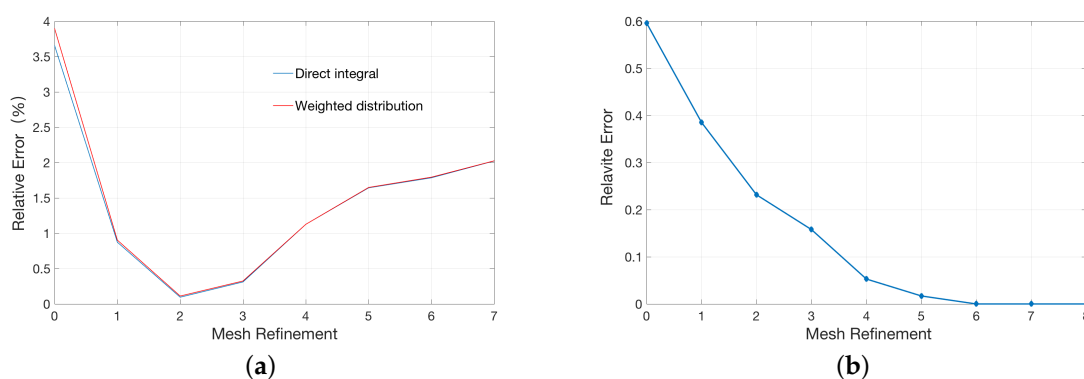 4
3.5
3
2.5
2
1.5
1
0.5
0
Relative Error (%)
Direct integral
Weighted distribution
0 1 2 3 4 5 6 7
Mesh Refinement
(a)
0.6
0.5
0.4
0.3
0.2
0.1
0
Relavite Error
0 1 2 3 4 5 6 7 8
Mesh Refinement
(b)